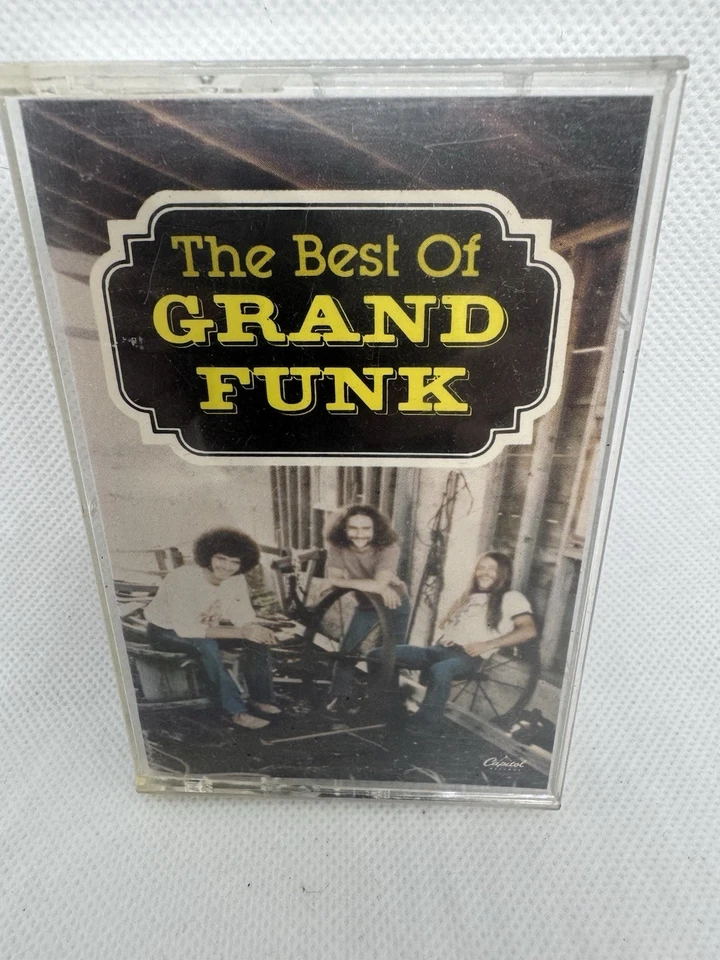 The Best Of
GRAND
FUNK
Capitol